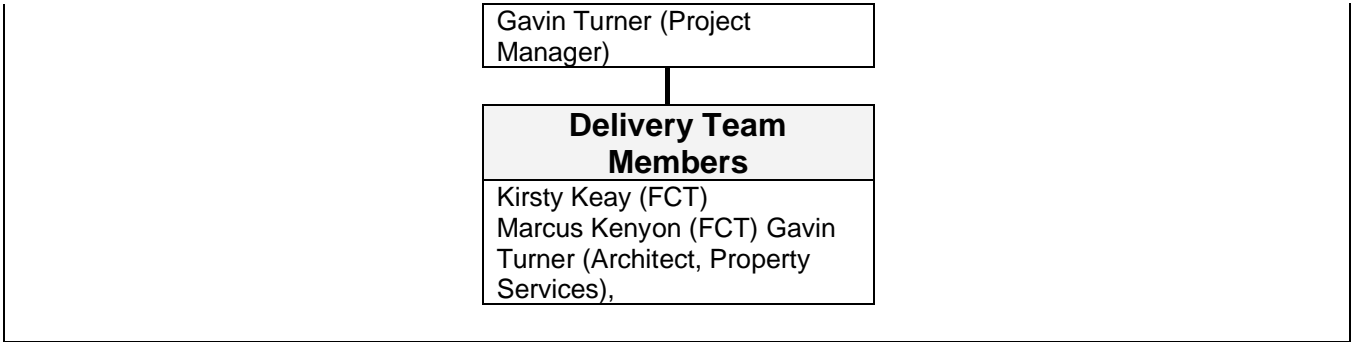 Gavin Turner (Project
Manager)
Delivery Team
Members
Kirsty Keay (FCT)
Marcus Kenyon (FCT) Gavin
Turner (Architect, Property
Services),